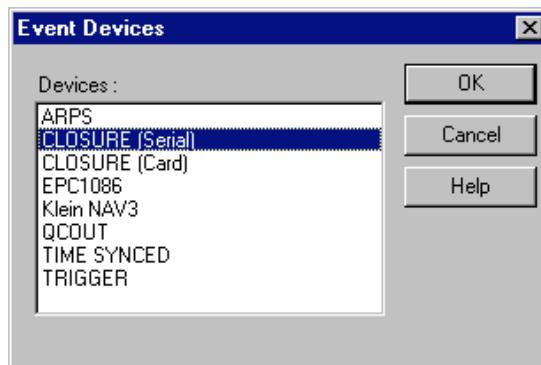 Event Devices
Devices :
ARPS
CLOSURE (Serial)
CLOSURE (Card)
EPC1086
Klein NAV3
QCOUT
TIME SYNCED
TRIGGER
OK
Cancel
Help